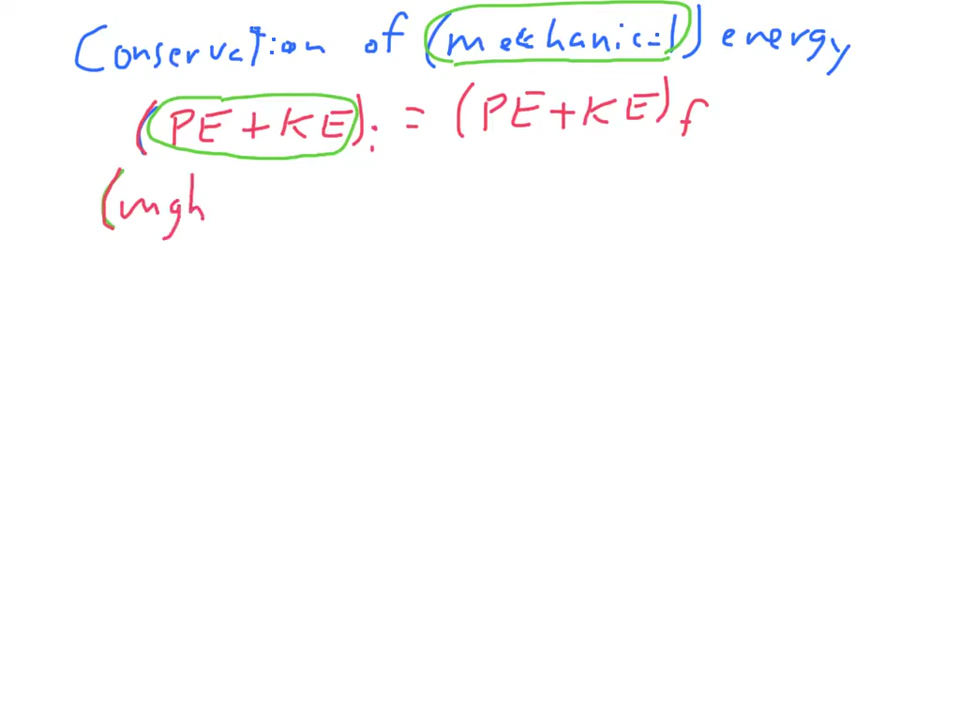 Conservation of (mechanical) energy
(PE+KE)i = (PE+KE)f
(mgh